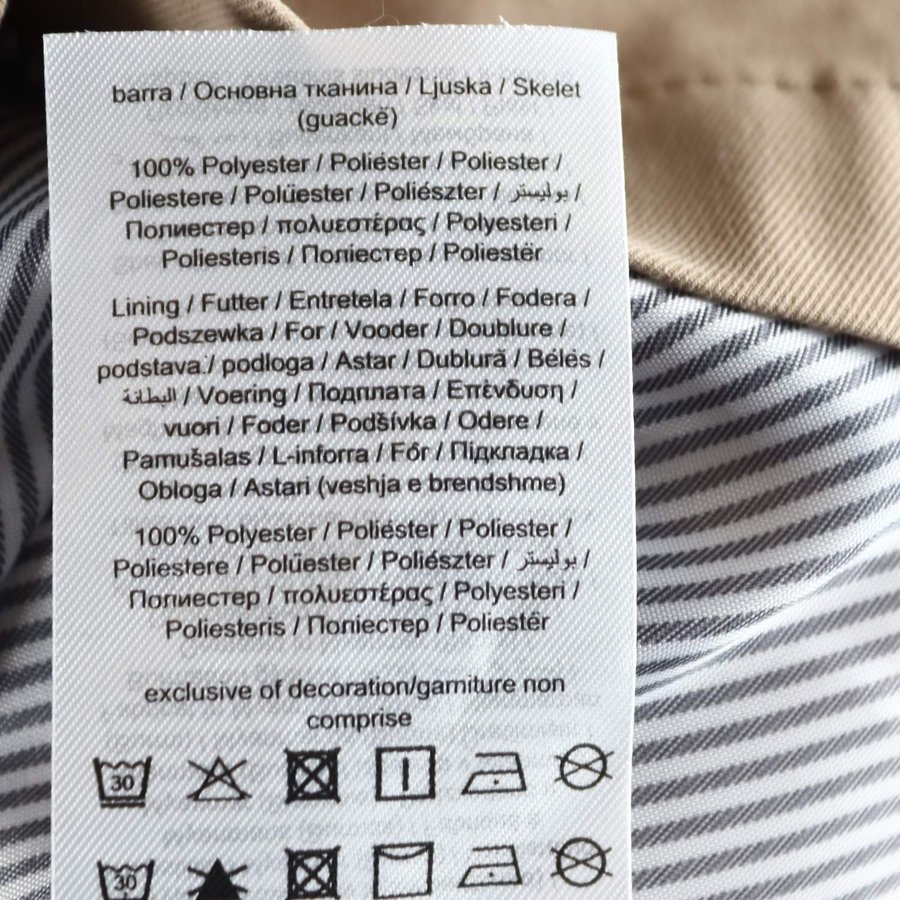 barra / Основна тканина / Ljuska / Skelet
(guackë)
100% Polyester / Poliéster / Poliester /
Poliestere / Polüester / Poliészter / بوليستر /
Полиестер / πολυεστέρας / Polyesteri /
Poliesteris / Поліестер / Poliestër
Lining / Futter / Entretela / Forro / Fodera /
Podszewka / For / Vooder / Doublure /
podstava / podloga / Astar / Dublură / Bélés /
البطانة / Voering / Подплата / Επένδυση /
vuori / Foder / Podšívka / Odere /
Pamušalas / L-inforra / Fôr / Підкладка /
Obloga / Astari (veshja e brendshme)
100% Polyester / Poliéster / Poliester /
Poliestere / Polüester / Poliészter / بوليستر /
Полиестер / πολυεστέρας / Polyesteri /
Poliesteris / Поліестер / Poliestër
exclusive of decoration/garniture non
comprise
30
30